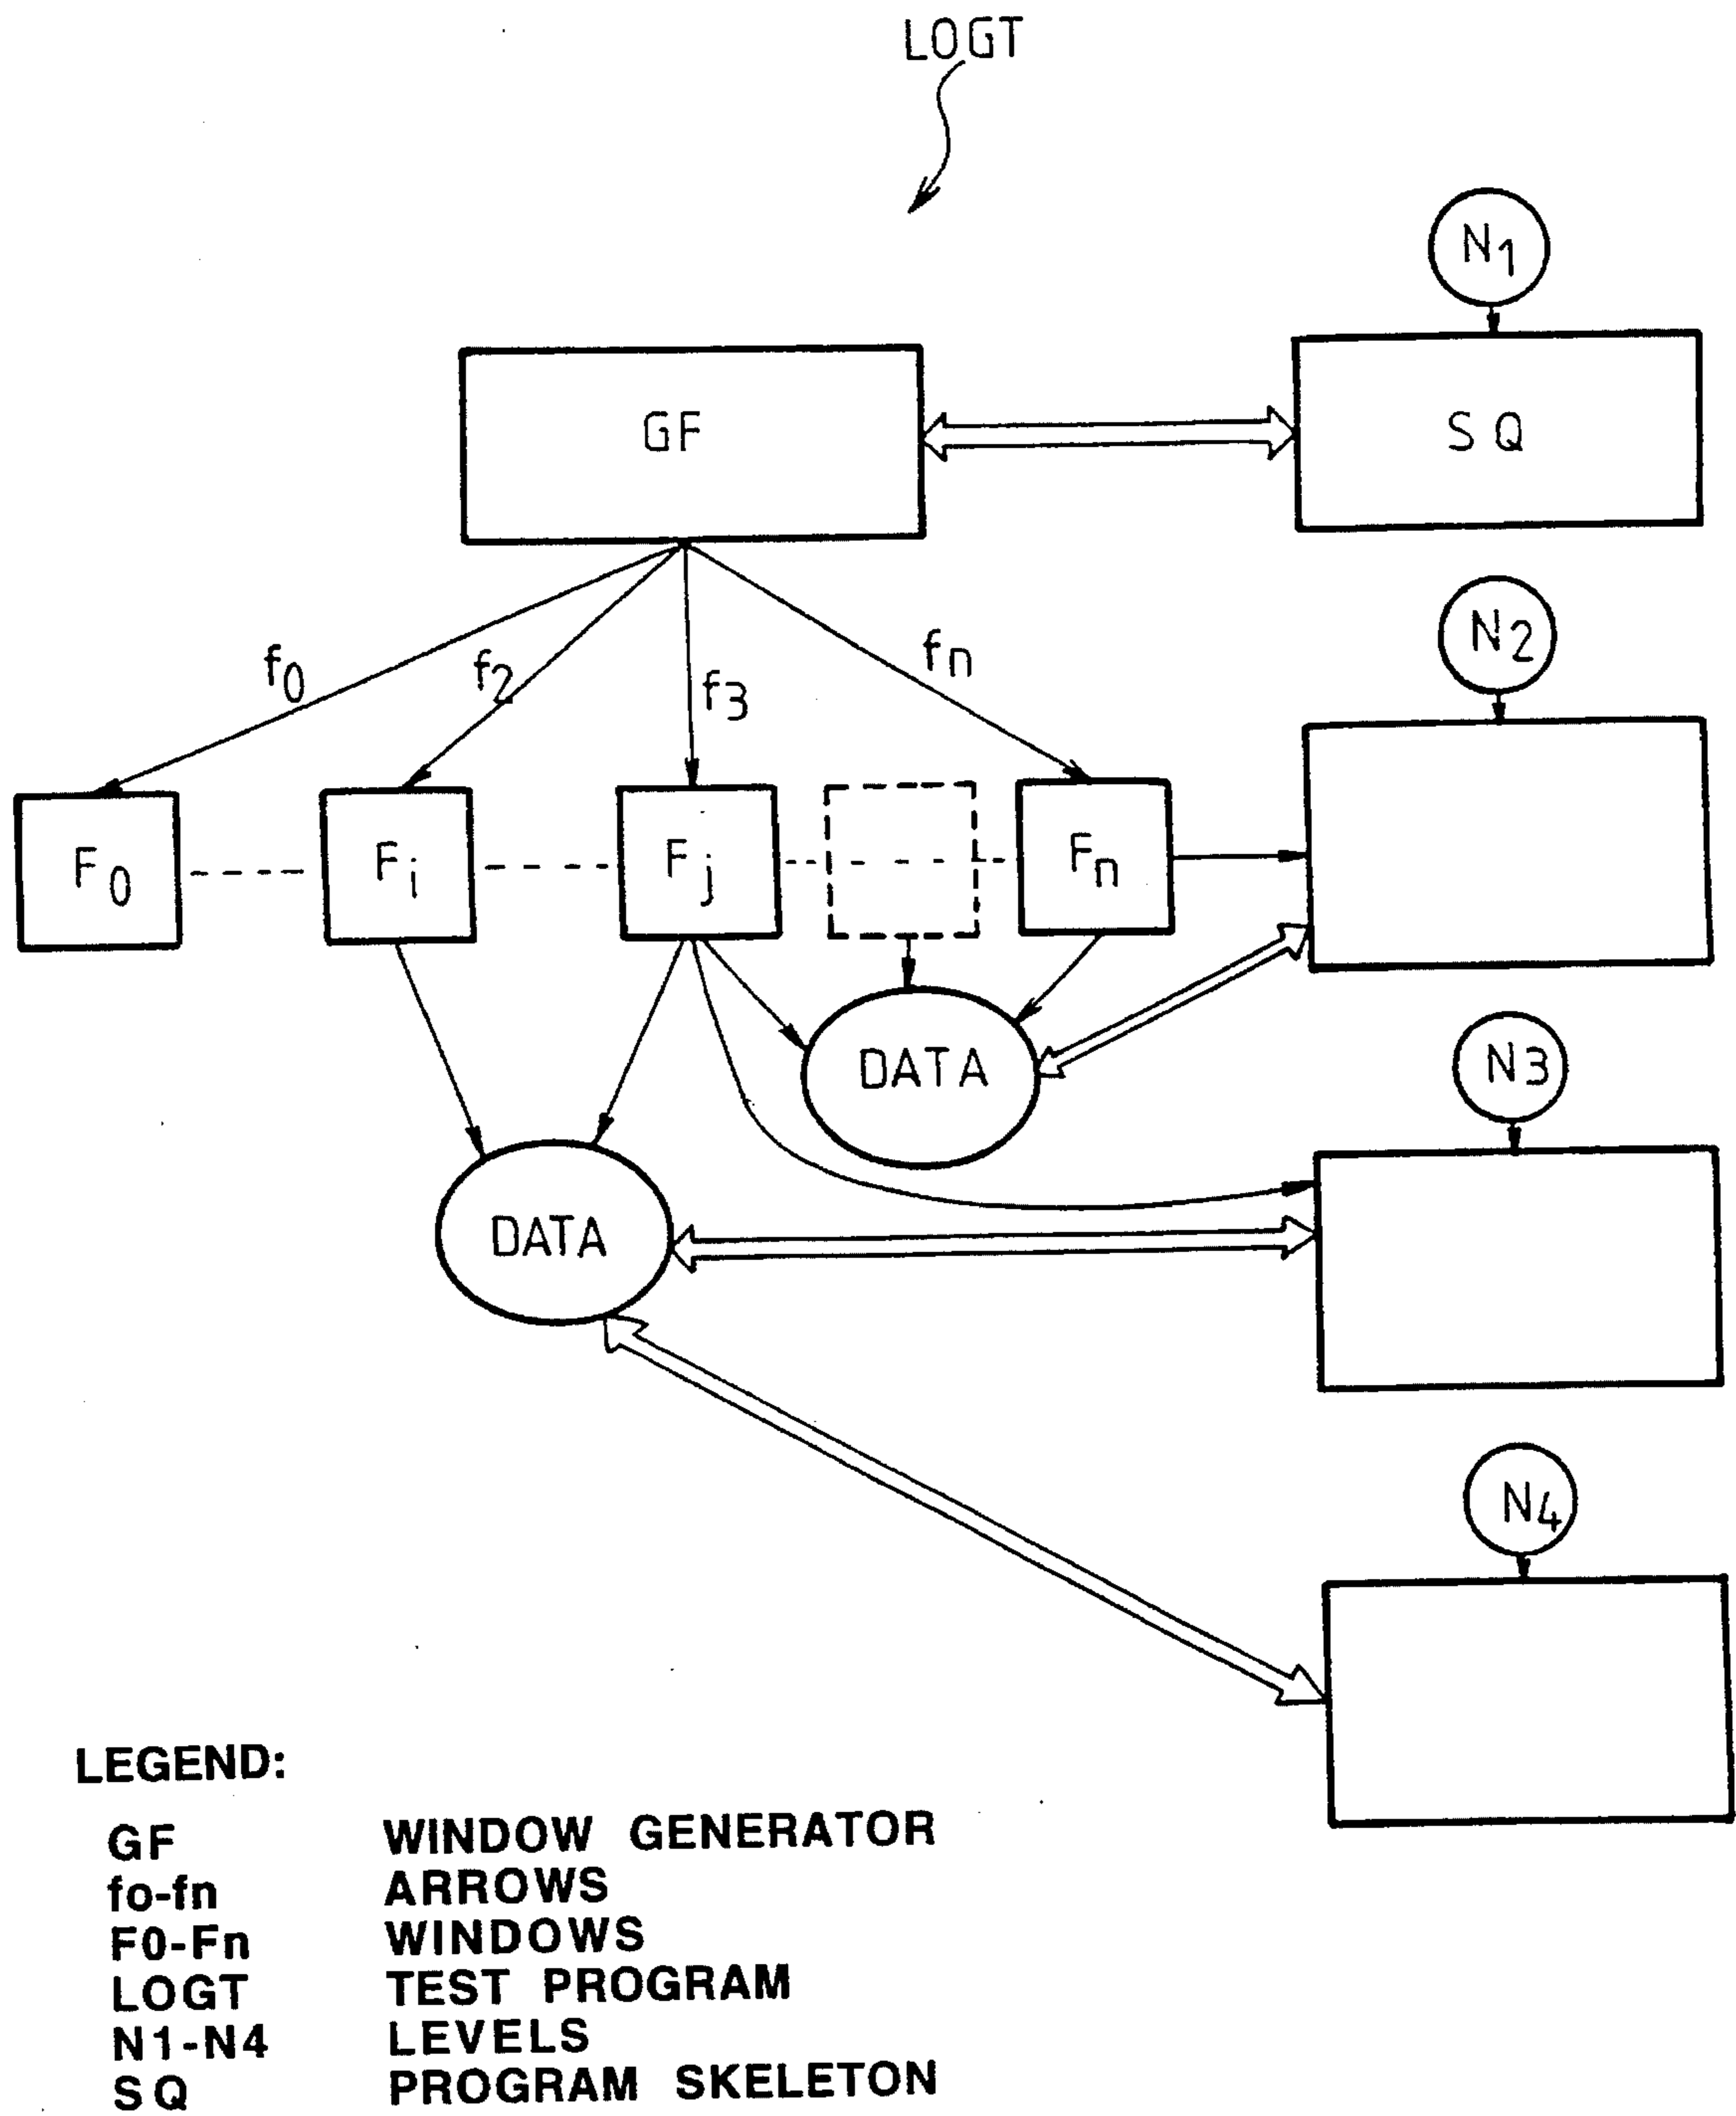 LOGT
N1
GF
SQ
N2
f0
f2
f3
fn
F0
Fi
Fj
Fn
DATA
N3
DATA
N4
LEGEND:
GF WINDOW GENERATOR
fo-fn ARROWS
F0-Fn WINDOWS
LOGT TEST PROGRAM
N1-N4 LEVELS
SQ PROGRAM SKELETON